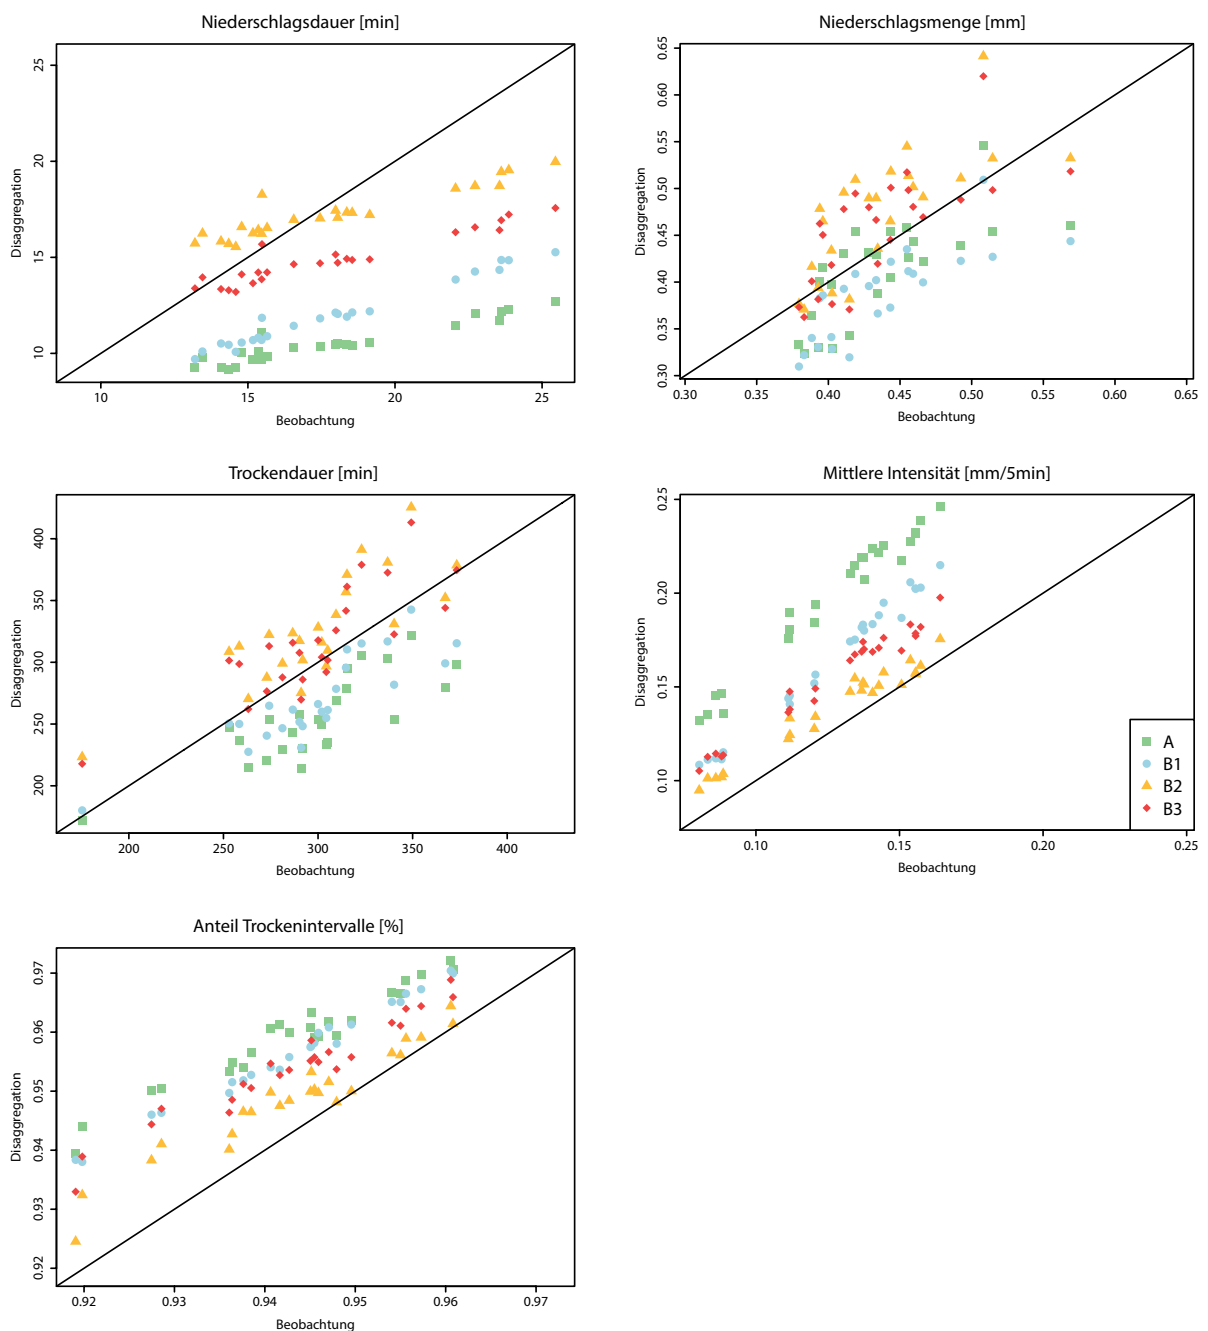 Niederschlagsdauer [min]
Disaggregation
25
20
15
10
10 15 20 25
Beobachtung
Niederschlagsmenge [mm]
Disaggregation
0.65
0.60
0.55
0.50
0.45
0.40
0.35
0.30
0.30 0.35 0.40 0.45 0.50 0.55 0.60 0.65
Beobachtung
Trockendauer [min]
Disaggregation
400
350
300
250
200
200 250 300 350 400
Beobachtung
Mittlere Intensität [mm/5min]
Disaggregation
0.25
0.20
0.15
0.10
0.10 0.15 0.20 0.25
Beobachtung
A
B1
B2
B3
Anteil Trockenintervalle [%]
Disaggregation
0.97
0.96
0.95
0.94
0.93
0.92
0.92 0.93 0.94 0.95 0.96 0.97
Beobachtung